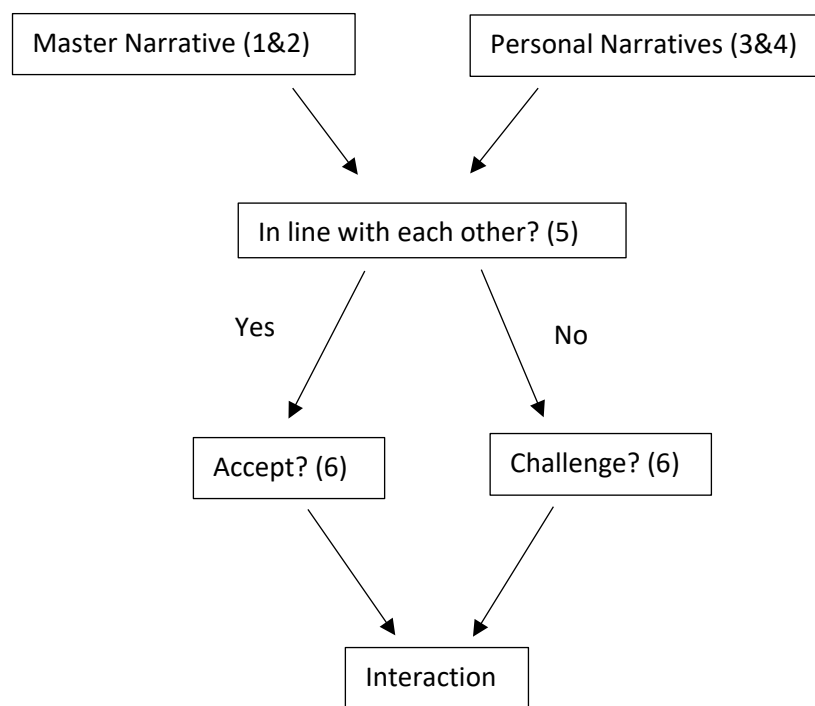 Master Narrative (1&2)
Personal Narratives (3&4)
In line with each other? (5)
Yes
No
Accept? (6)
Challenge? (6)
Interaction